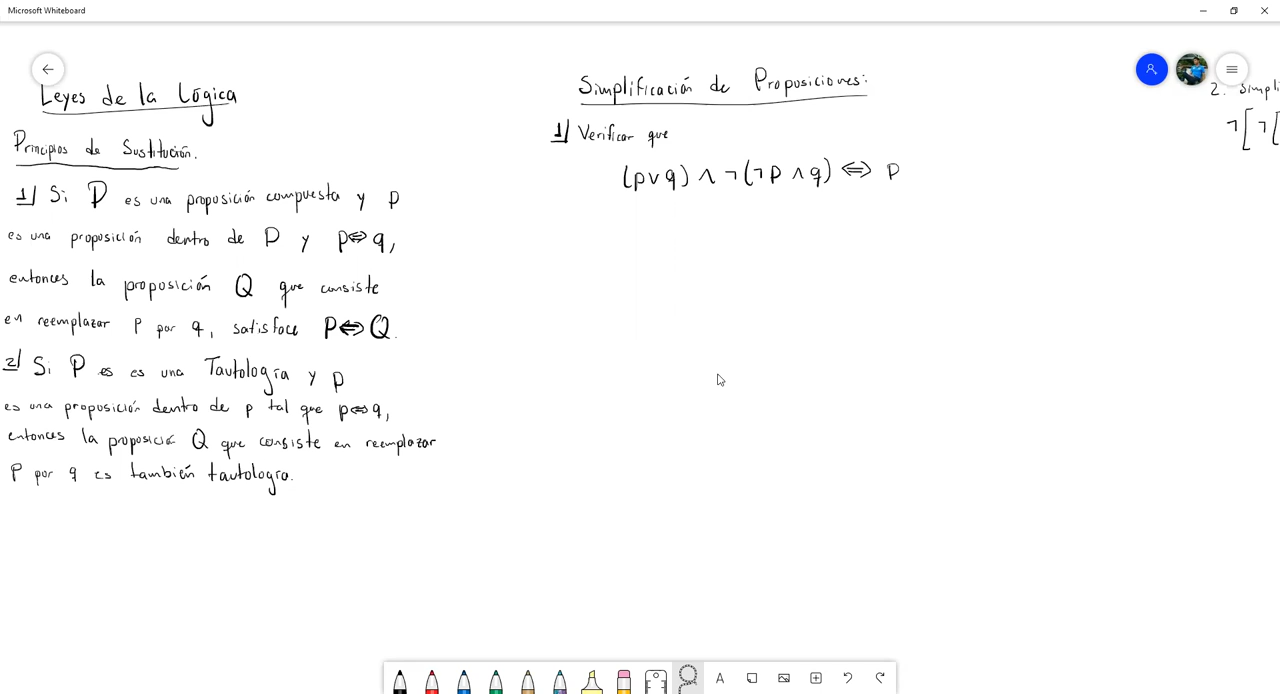 Microsoft Whiteboard
Leyes de la Lógica
Principios de Sustitución.
1) Si P es una proposición compuesta y p
es una proposición dentro de P y p⇔q,
entonces la proposición Q que consiste
en reemplazar p por q, satisface P⇔Q.
2) Si P es es una Tautología y p
es una proposición dentro de p tal que p⇔q,
entonces la proposición Q que consiste en reemplazar
P por q es también tautología.
Simplificación de Proposiciones:
1) Verificar que
(p∨q) ∧ ¬(¬p ∧ q) ⇔ p
2. Simpli
¬[¬[